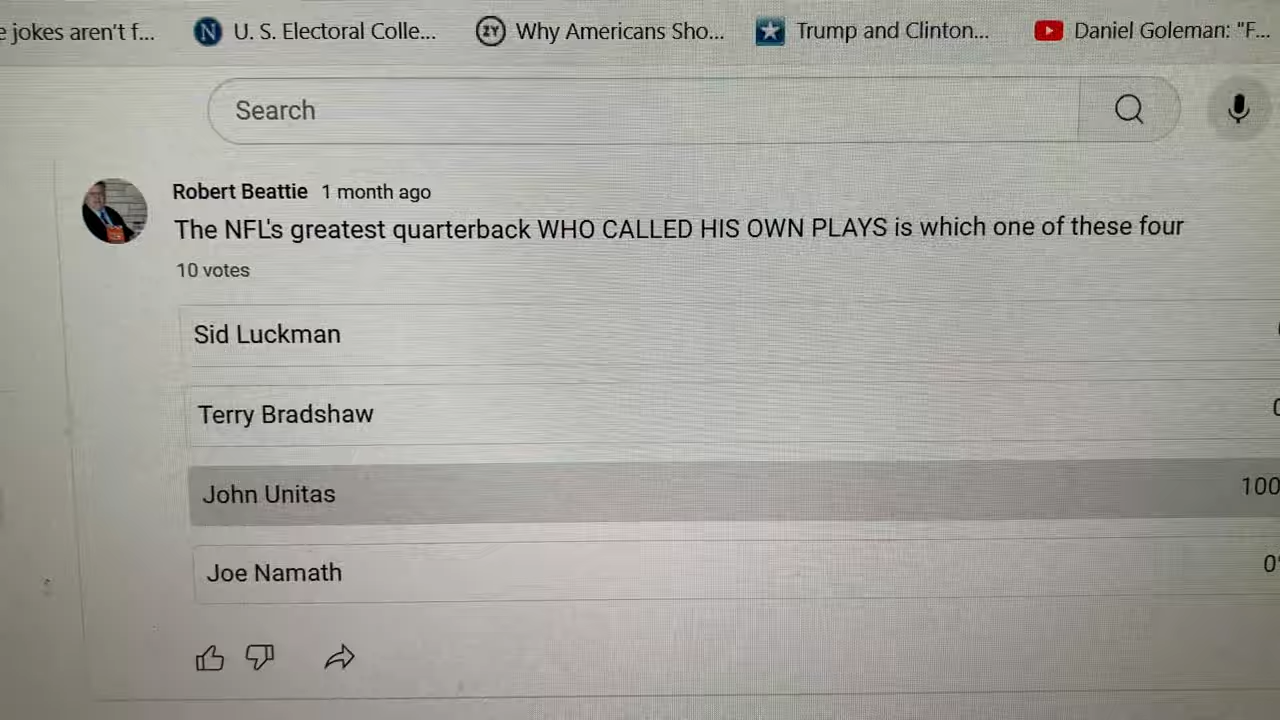 e jokes aren't f...
U. S. Electoral Colle...
ZY
Why Americans Sho...
Trump and Clinton...
Daniel Goleman: "F...
Search
Robert Beattie 1 month ago
The NFL's greatest quarterback WHO CALLED HIS OWN PLAYS is which one of these four
10 votes
Sid Luckman
Terry Bradshaw
0
John Unitas
100
Joe Namath
0